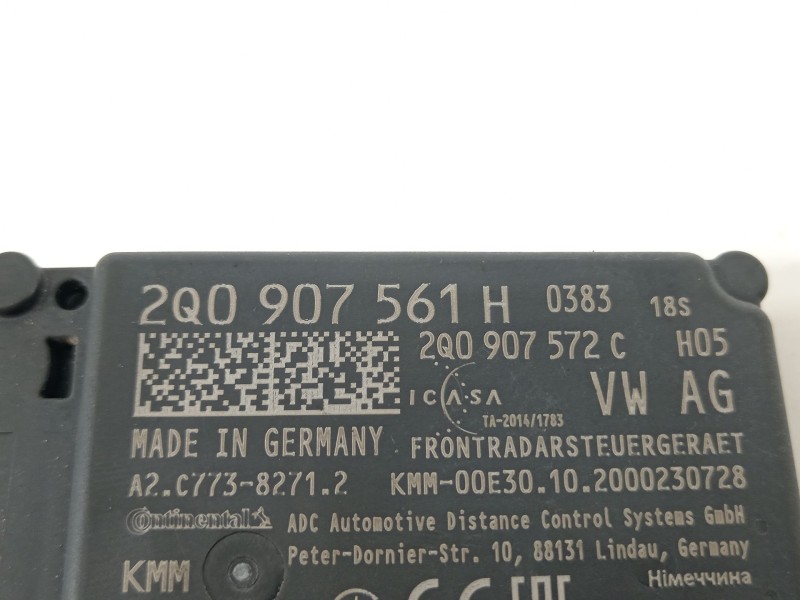 2Q0 907 561 H 0383 18S
2Q0 907 572 C H05
ICASA VW AG
TA-2014/1783
MADE IN GERMANY FRONTRADARSTEUERGERAET
A2.C773-8271.2 KMM-00E30.10.2000230728
Continental ADC Automotive Distance Control Systems GmbH
Peter-Dornier-Str. 10, 88131 Lindau, Germany
KMM Німеччина